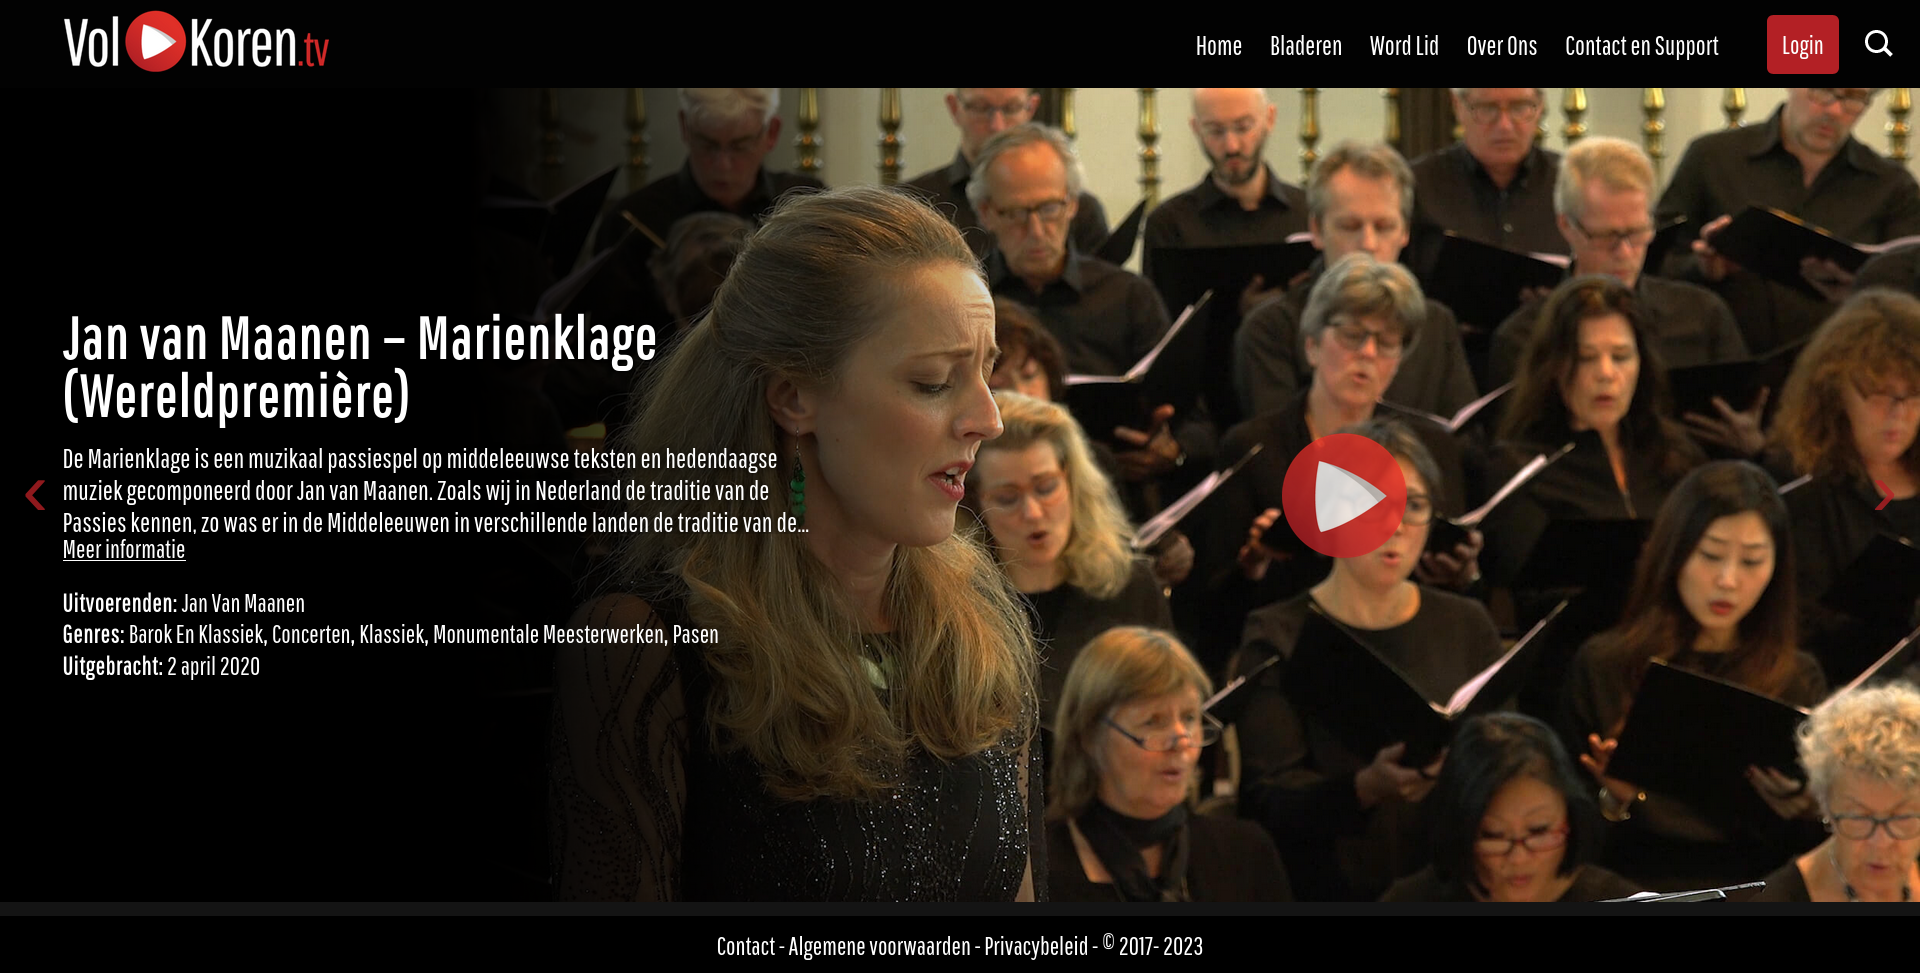 Vol Koren.tv
Home Bladeren Word Lid Over Ons Contact en Support Login
Jan van Maanen – Marienklage
(Wereldpremière)
De Marienklage is een muzikaal passiespel op middeleeuwse teksten en hedendaagse
muziek gecomponeerd door Jan van Maanen. Zoals wij in Nederland de traditie van de
Passies kennen, zo was er in de Middeleeuwen in verschillende landen de traditie van de...
Meer informatie
Uitvoerenden: Jan Van Maanen
Genres: Barok En Klassiek, Concerten, Klassiek, Monumentale Meesterwerken, Pasen
Uitgebracht: 2 april 2020
Contact - Algemene voorwaarden - Privacybeleid - © 2017- 2023